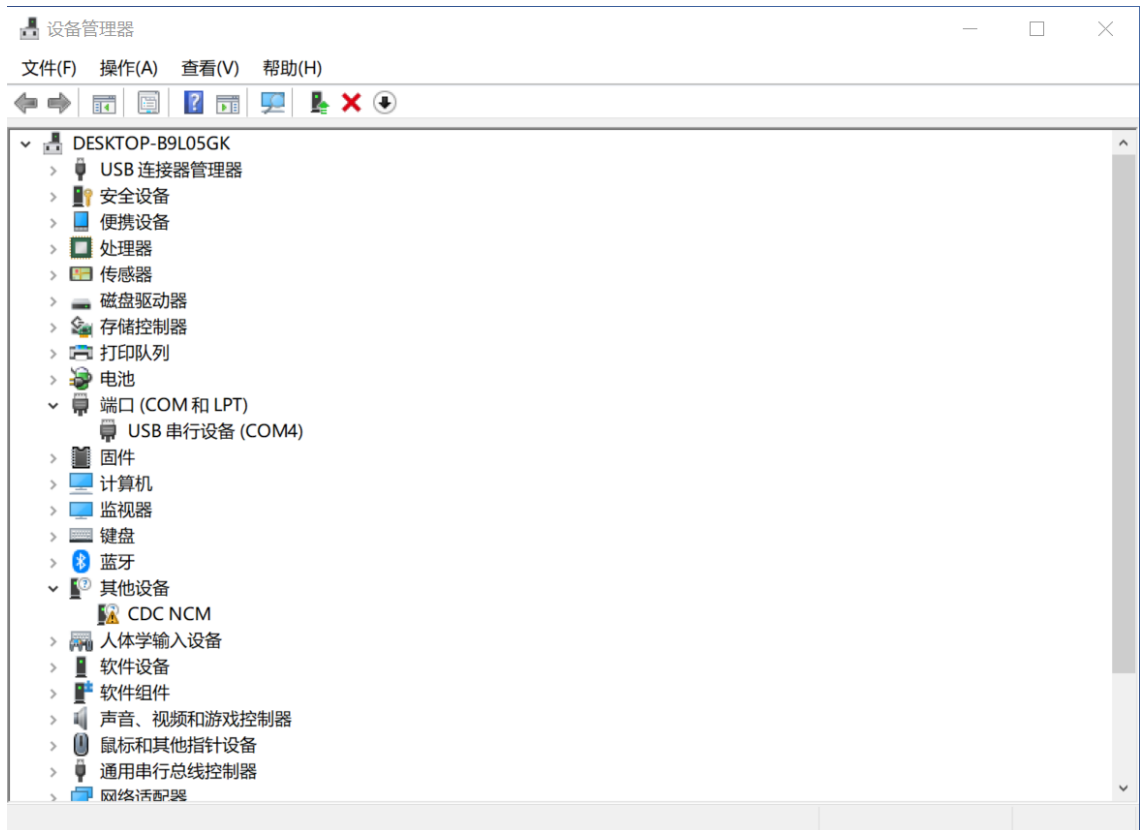 设备管理器
文件(F) 操作(A) 查看(V) 帮助(H)
DESKTOP-B9L05GK
USB 连接器管理器
安全设备
便携设备
处理器
传感器
磁盘驱动器
存储控制器
打印队列
电池
端口 (COM 和 LPT)
USB 串行设备 (COM4)
固件
计算机
监视器
键盘
蓝牙
其他设备
CDC NCM
人体学输入设备
软件设备
软件组件
声音、视频和游戏控制器
鼠标和其他指针设备
通用串行总线控制器
网络适配器